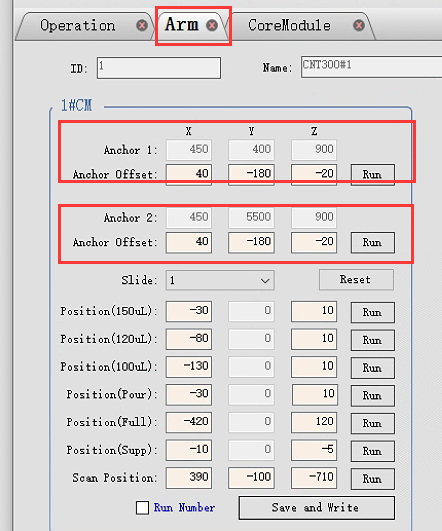 Operation Arm CoreModule
ID: 1 Name: CNT300#1
1#CM
X Y Z
Anchor 1: 450 400 900
Anchor Offset: 40 -180 -20 Run
Anchor 2: 450 5500 900
Anchor Offset: 40 -180 -20 Run
Slide: 1 Reset
Position(150uL): -30 0 10 Run
Position(120uL): -80 0 10 Run
Position(100uL): -130 0 10 Run
Position(Pour): -30 0 10 Run
Position(Full): -420 0 120 Run
Position(Supp): -10 0 -5 Run
Scan Position: 390 -100 -710 Run
Run Number Save and Write